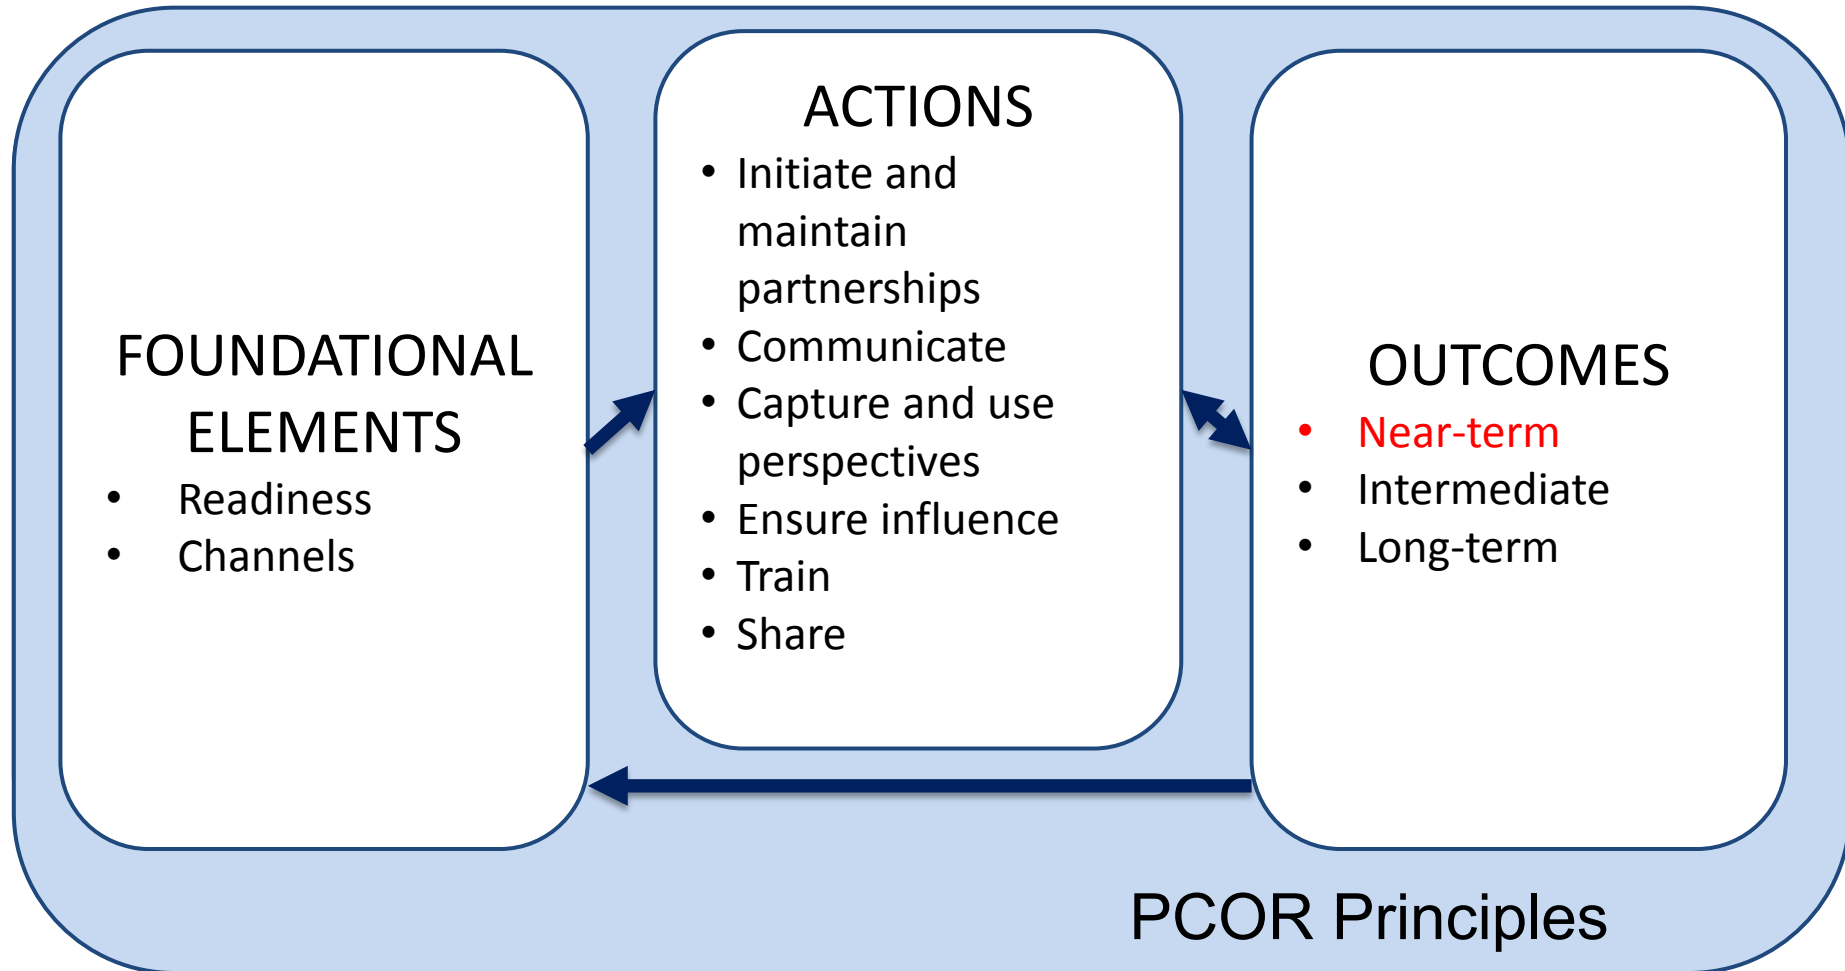 FOUNDATIONAL
ELEMENTS
• Readiness
• Channels
ACTIONS
• Initiate and
maintain
partnerships
• Communicate
• Capture and use
perspectives
• Ensure influence
• Train
• Share
OUTCOMES
• Near-term
• Intermediate
• Long-term
PCOR Principles